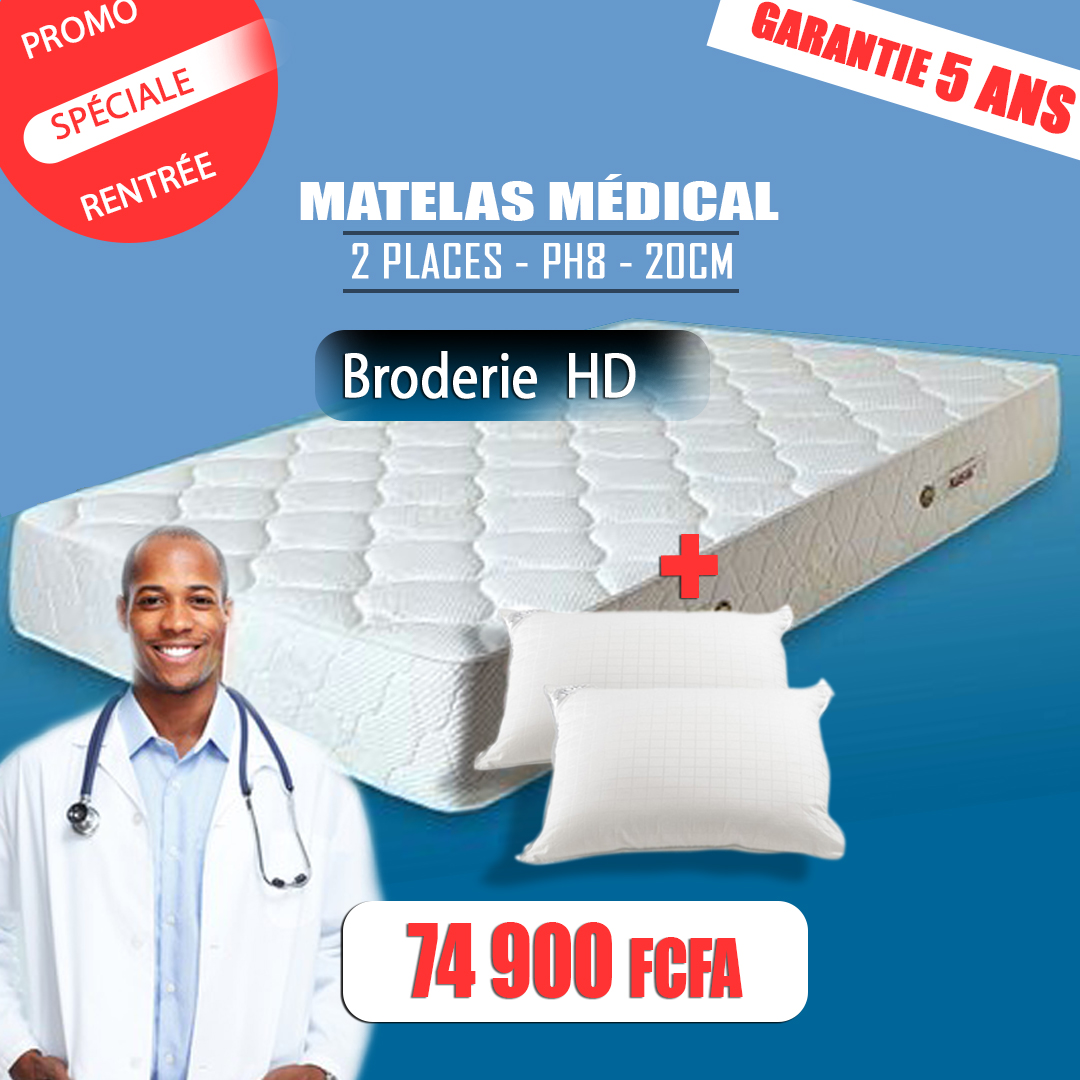 PROMO
SPÉCIALE
RENTRÉE
GARANTIE 5 ANS
MATELAS MÉDICAL
2 PLACES - PH8 - 20CM
Broderie HD
74 900 FCFA